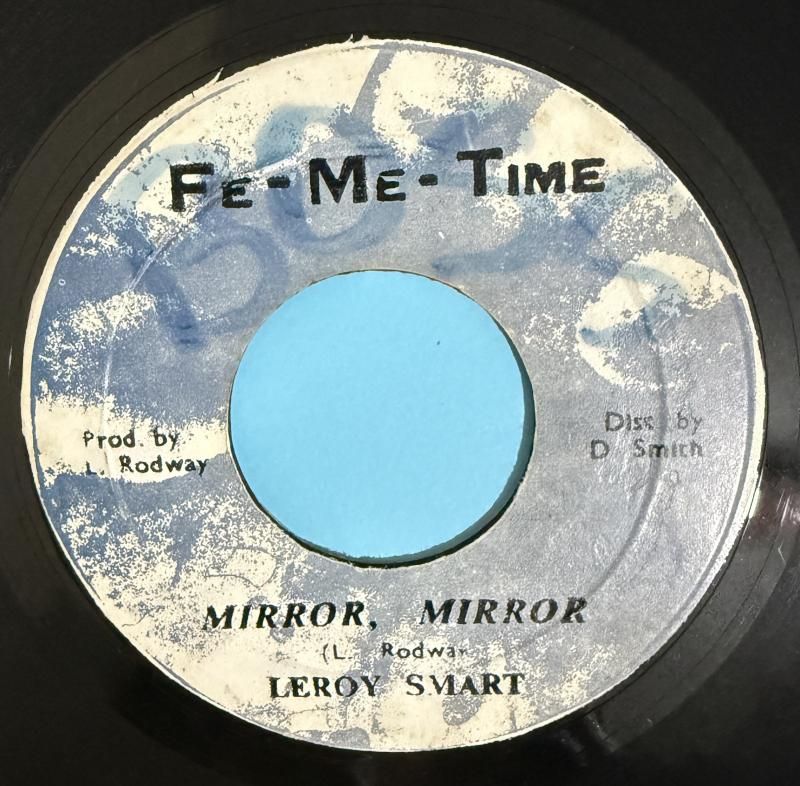 FE-ME-TIME
Prod. by
L. Rodway
Diss by
D Smith
MIRROR, MIRROR
(L. Rodway
LEROY SMART